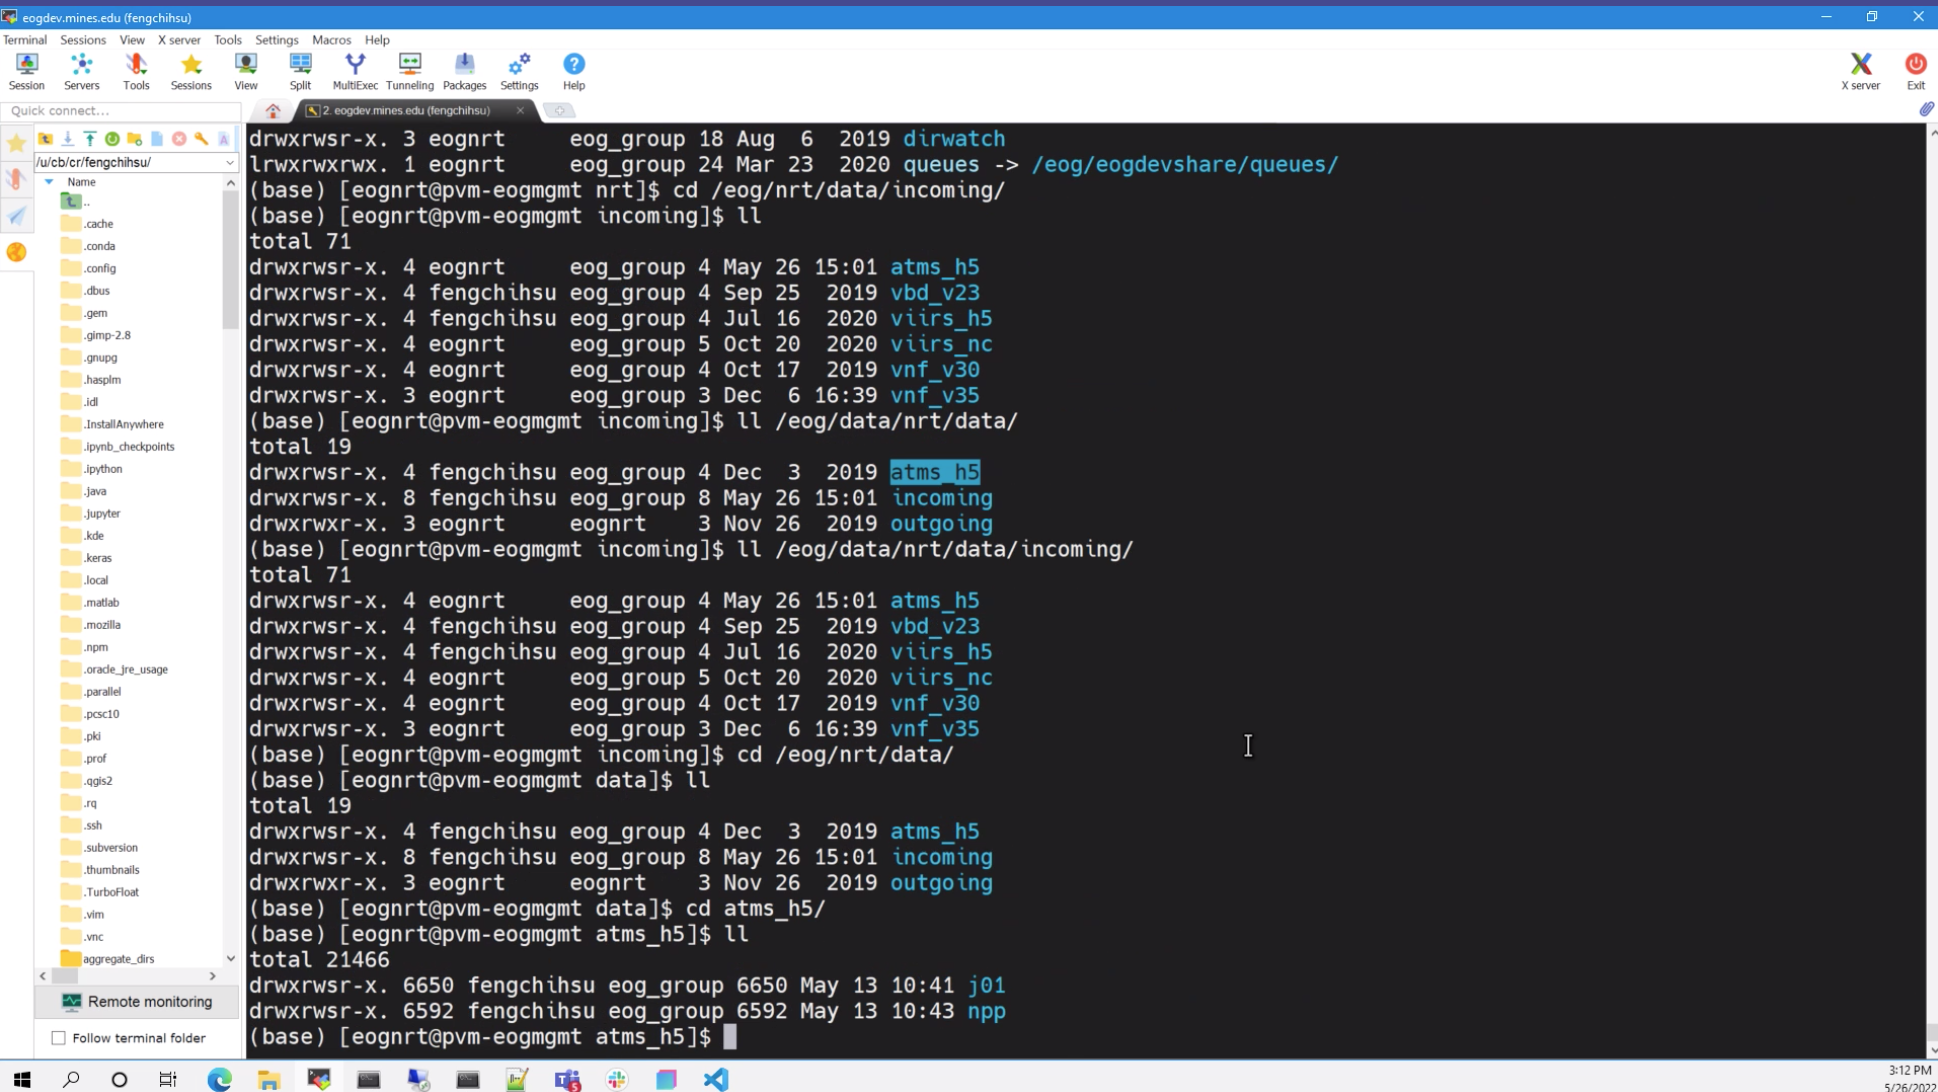 eogdev.mines.edu (fengchihsu)
Terminal Sessions View X server Tools Settings Macros Help
Session Servers Tools Sessions View Split MultiExec Tunneling Packages Settings Help X server Exit
Quick connect...
2. eogdev.mines.edu (fengchihsu)
/u/cb/cr/fengchihsu/
Name
..
.cache
.conda
.config
.dbus
.gem
.gimp-2.8
.gnupg
.hasplm
.idl
.InstallAnywhere
.ipynb_checkpoints
.ipython
.java
.jupyter
.kde
.keras
.local
.matlab
.mozilla
.npm
.oracle_jre_usage
.parallel
.pcsc10
.pki
.prof
.qgis2
.rq
.ssh
.subversion
.thumbnails
.TurboFloat
.vim
.vnc
aggregate_dirs
Remote monitoring
Follow terminal folder
drwxrwsr-x. 3 eognrt     eog_group 18 Aug  6  2019 dirwatch
lrwxrwxrwx. 1 eognrt     eog_group 24 Mar 23  2020 queues -> /eog/eogdevshare/queues/
(base) [eognrt@pvm-eogmgmt nrt]$ cd /eog/nrt/data/incoming/
(base) [eognrt@pvm-eogmgmt incoming]$ ll
total 71
drwxrwsr-x. 4 eognrt     eog_group 4 May 26 15:01 atms_h5
drwxrwsr-x. 4 fengchihsu eog_group 4 Sep 25  2019 vbd_v23
drwxrwsr-x. 4 fengchihsu eog_group 4 Jul 16  2020 viirs_h5
drwxrwsr-x. 4 eognrt     eog_group 5 Oct 20  2020 viirs_nc
drwxrwsr-x. 4 eognrt     eog_group 4 Oct 17  2019 vnf_v30
drwxrwsr-x. 3 eognrt     eog_group 3 Dec  6 16:39 vnf_v35
(base) [eognrt@pvm-eogmgmt incoming]$ ll /eog/data/nrt/data/
total 19
drwxrwsr-x. 4 fengchihsu eog_group 4 Dec  3  2019 atms_h5
drwxrwsr-x. 8 fengchihsu eog_group 8 May 26 15:01 incoming
drwxrwxr-x. 3 eognrt     eognrt    3 Nov 26  2019 outgoing
(base) [eognrt@pvm-eogmgmt incoming]$ ll /eog/data/nrt/data/incoming/
total 71
drwxrwsr-x. 4 eognrt     eog_group 4 May 26 15:01 atms_h5
drwxrwsr-x. 4 fengchihsu eog_group 4 Sep 25  2019 vbd_v23
drwxrwsr-x. 4 fengchihsu eog_group 4 Jul 16  2020 viirs_h5
drwxrwsr-x. 4 eognrt     eog_group 5 Oct 20  2020 viirs_nc
drwxrwsr-x. 4 eognrt     eog_group 4 Oct 17  2019 vnf_v30
drwxrwsr-x. 3 eognrt     eog_group 3 Dec  6 16:39 vnf_v35
(base) [eognrt@pvm-eogmgmt incoming]$ cd /eog/nrt/data/
(base) [eognrt@pvm-eogmgmt data]$ ll
total 19
drwxrwsr-x. 4 fengchihsu eog_group 4 Dec  3  2019 atms_h5
drwxrwsr-x. 8 fengchihsu eog_group 8 May 26 15:01 incoming
drwxrwxr-x. 3 eognrt     eognrt    3 Nov 26  2019 outgoing
(base) [eognrt@pvm-eogmgmt data]$ cd atms_h5/
(base) [eognrt@pvm-eogmgmt atms_h5]$ ll
total 21466
drwxrwsr-x. 6650 fengchihsu eog_group 6650 May 13 10:41 j01
drwxrwsr-x. 6592 fengchihsu eog_group 6592 May 13 10:43 npp
(base) [eognrt@pvm-eogmgmt atms_h5]$
3:12 PM
5/26/2022